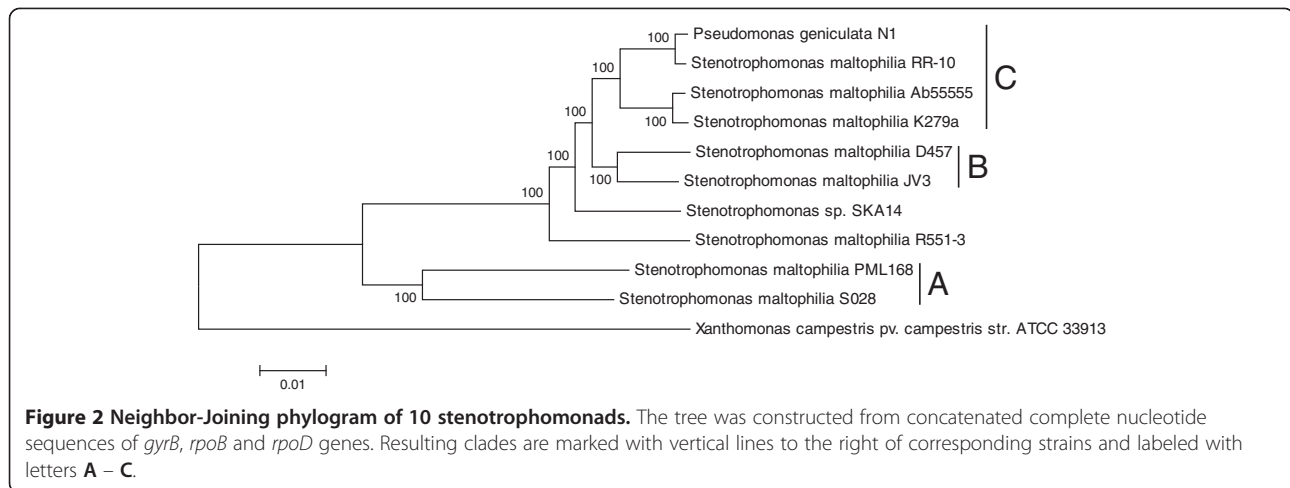 100
Pseudomonas geniculata N1
Stenotrophomonas maltophilia RR-10
100
Stenotrophomonas maltophilia Ab55555
100
Stenotrophomonas maltophilia K279a
C
100
Stenotrophomonas maltophilia D457
100
Stenotrophomonas maltophilia JV3
B
100
Stenotrophomonas sp. SKA14
100
Stenotrophomonas maltophilia R551-3
Stenotrophomonas maltophilia PML168
100
Stenotrophomonas maltophilia S028
A
Xanthomonas campestris pv. campestris str. ATCC 33913
0.01
Figure 2 Neighbor-Joining phylogram of 10 stenotrophomonads. The tree was constructed from concatenated complete nucleotide
sequences of gyrB, rpoB and rpoD genes. Resulting clades are marked with vertical lines to the right of corresponding strains and labeled with
letters A – C.